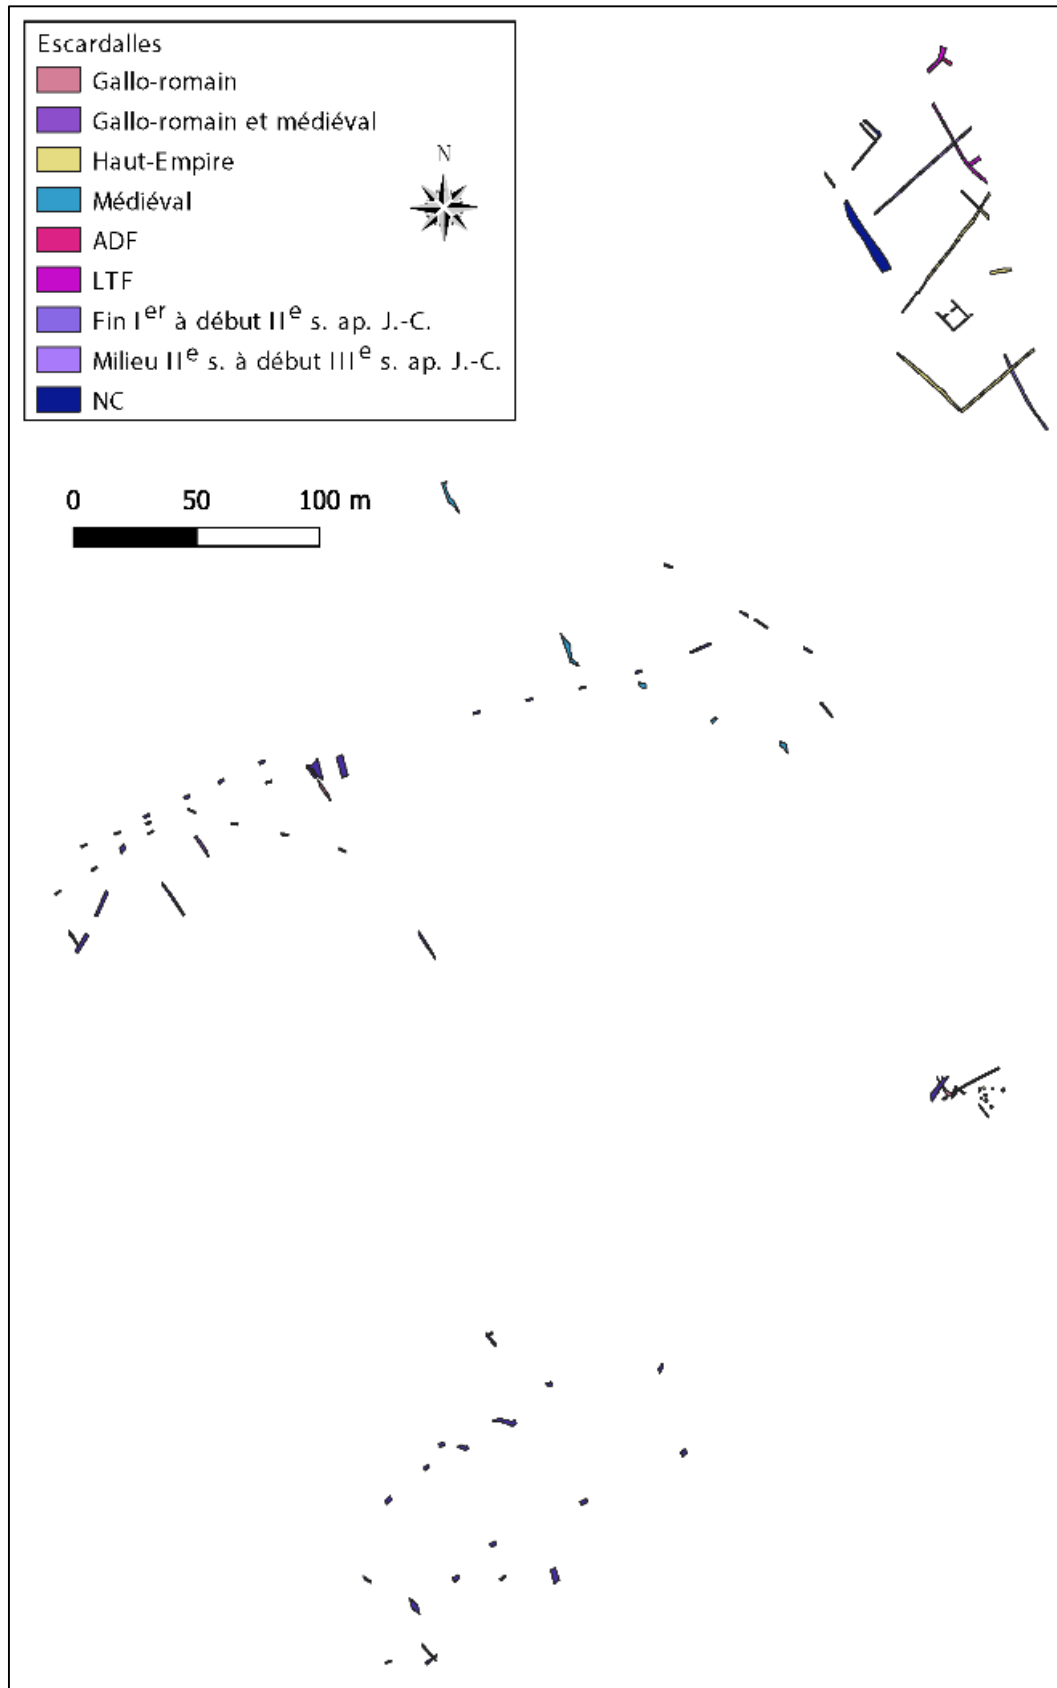 Escardalles
Gallo-romain
Gallo-romain et médiéval
Haut-Empire
Médiéval
ADF
LTF
Fin Ier à début IIe s. ap. J.-C.
Milieu IIe s. à début IIIe s. ap. J.-C.
NC
N
0 50 100 m